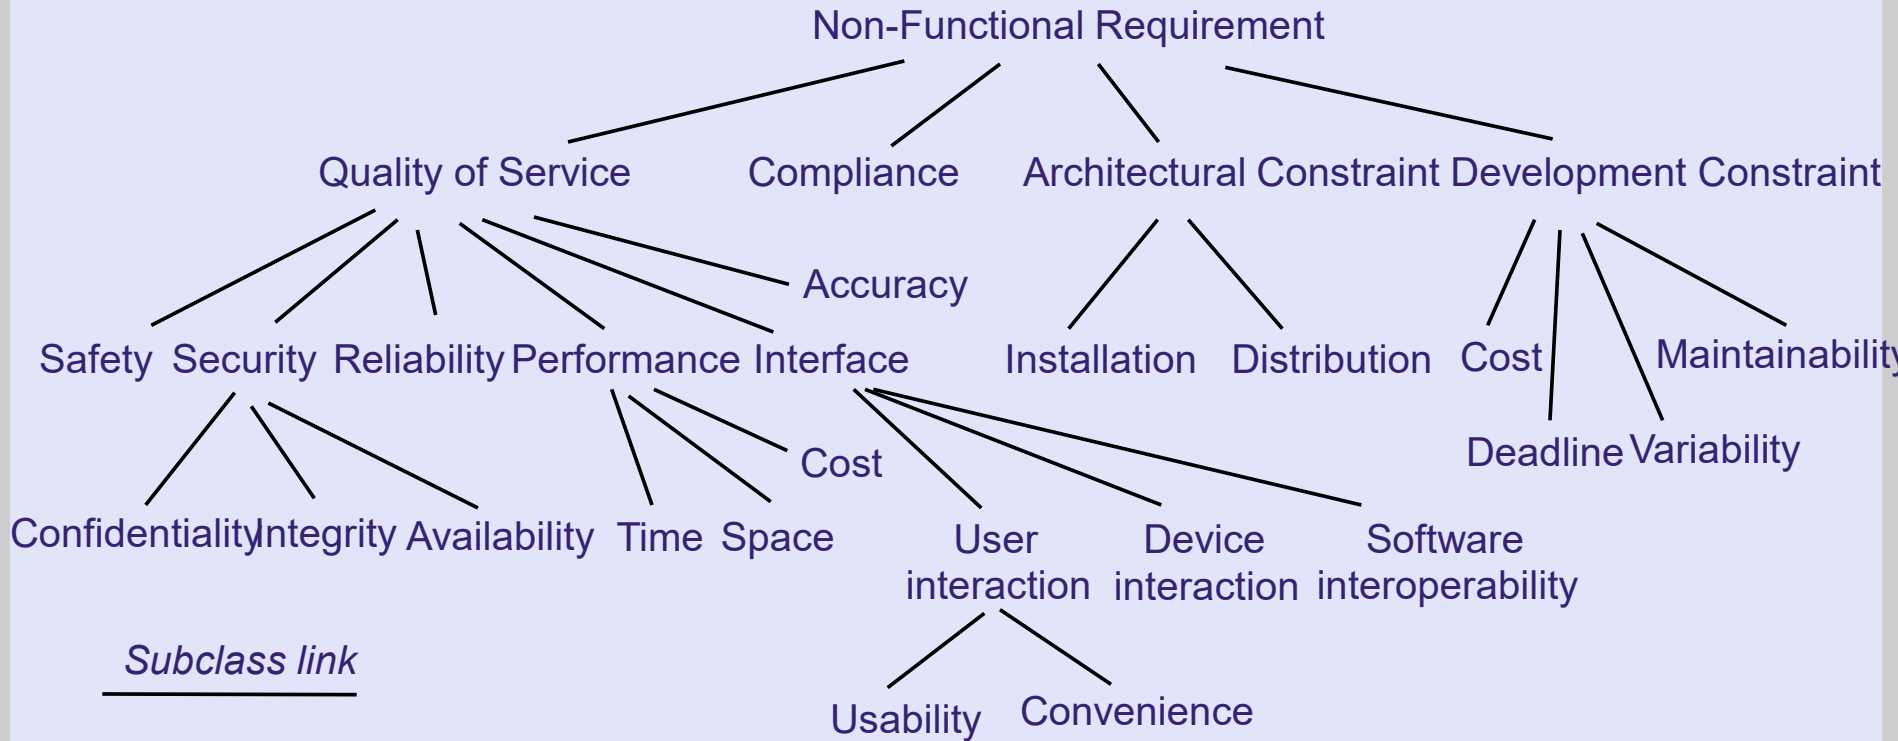 Non-Functional Requirement
Quality of Service
Compliance
Architectural Constraint
Development Constraint
Accuracy
Safety
Security
Reliability
Performance
Interface
Installation
Distribution
Cost
Maintainability
Cost
Deadline
Variability
Confidentiality
Integrity
Availability
Time
Space
User
interaction
Device
interaction
Software
interoperability
Subclass link
Usability
Convenience